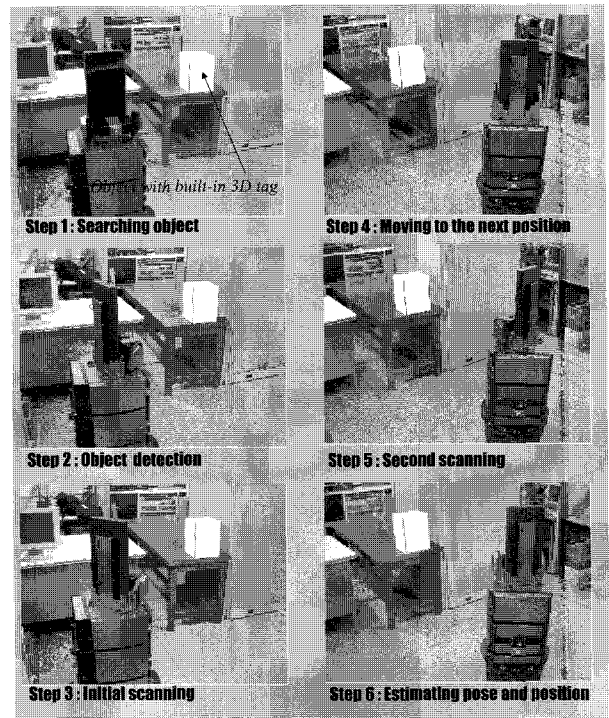 Object with built-in 3D tag
Step 1 : Searching object
Step 2 : Object detection
Step 3 : Initial scanning
Step 4 : Moving to the next position
Step 5 : Second scanning
Step 6 : Estimating pose and position